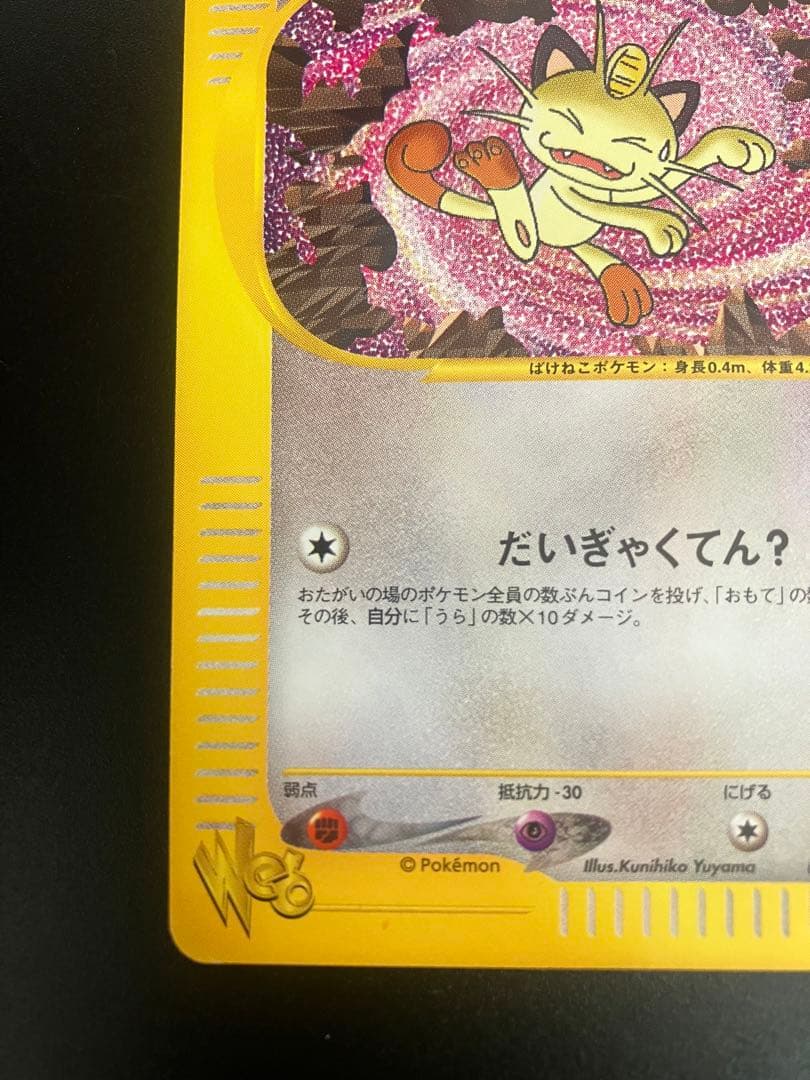 ばけねこポケモン：身長0.4m、体重4.
だいぎゃくてん？
おたがいの場のポケモン全員の数ぶんコインを投げ、「おもて」の
その後、自分に「うら」の数×10ダメージ。
弱点
抵抗力 -30
にげる
Web
© Pokémon
Illus.Kunihiko Yuyama